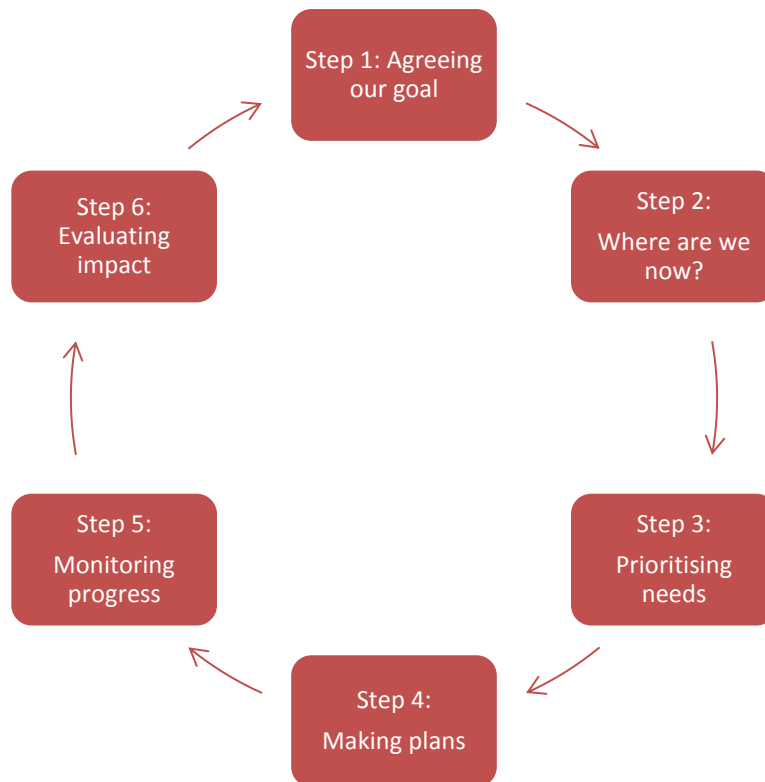 Step 1: Agreeing
our goal
Step 2:
Where are we
now?
Step 3:
Prioritising
needs
Step 4:
Making plans
Step 5:
Monitoring
progress
Step 6:
Evaluating
impact